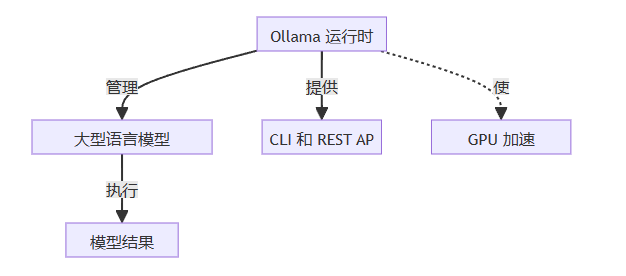 Ollama 运行时
管理
提供
使
大型语言模型
CLI 和 REST AP
GPU 加速
执行
模型结果